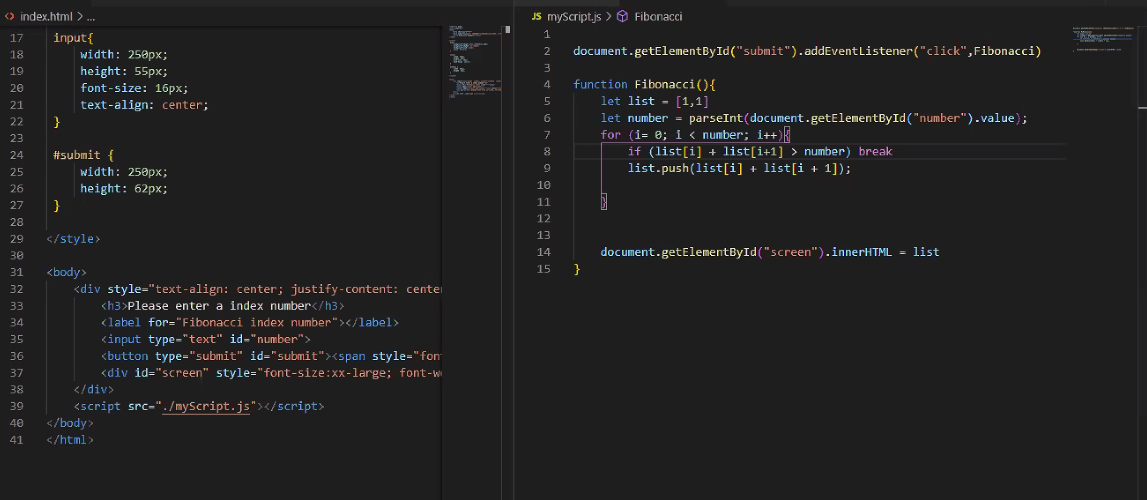 index.html > ...
17 input{
18 width: 250px;
19 height: 55px;
20 font-size: 16px;
21 text-align: center;
22 }
23
24 #submit {
25 width: 250px;
26 height: 62px;
27 }
28
29 </style>
30
31 <body>
32 <div style="text-align: center; justify-content: center
33 <h3>Please enter a index number</h3>
34 <label for="Fibonacci index number"></label>
35 <input type="text" id="number">
36 <button type="submit" id="submit"><span style="fon
37 <div id="screen" style="font-size:xx-large; font-w
38 </div>
39 <script src="./myScript.js"></script>
40 </body>
41 </html>
JS myScript.js > Fibonacci
1
2 document.getElementById("submit").addEventListener("click",Fibonacci)
3
4 function Fibonacci(){
5 let list = [1,1]
6 let number = parseInt(document.getElementById("number").value);
7 for (i= 0; i < number; i++){
8 if (list[i] + list[i+1] > number) break
9 list.push(list[i] + list[i + 1]);
10
11 }
12
13
14 document.getElementById("screen").innerHTML = list
15 }